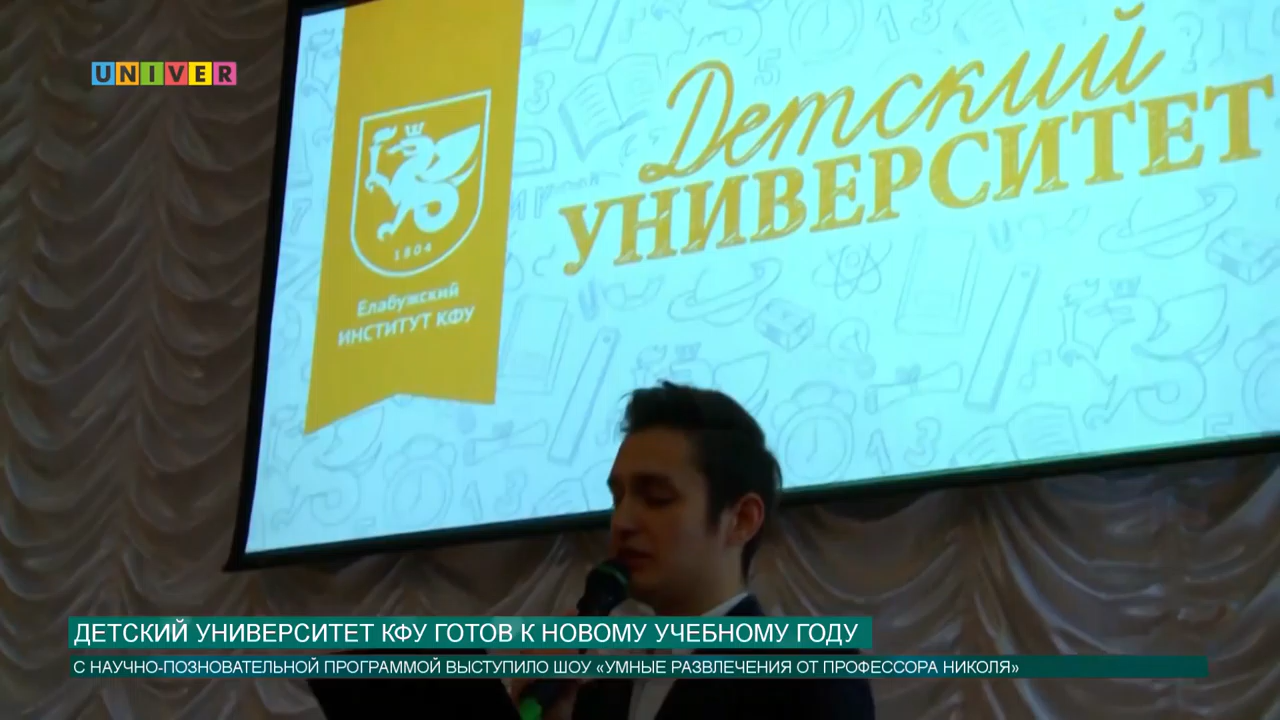 UNIVER
Детский
УНИВЕРСИТЕТ
1804
Елабужский
ИНСТИТУТ КФУ
ДЕТСКИЙ УНИВЕРСИТЕТ КФУ ГОТОВ К НОВОМУ УЧЕБНОМУ ГОДУ
С НАУЧНО-ПОЗНОВАТЕЛЬНОЙ ПРОГРАММОЙ ВЫСТУПИЛО ШОУ «УМНЫЕ РАЗВЛЕЧЕНИЯ ОТ ПРОФЕССОРА НИКОЛЯ»